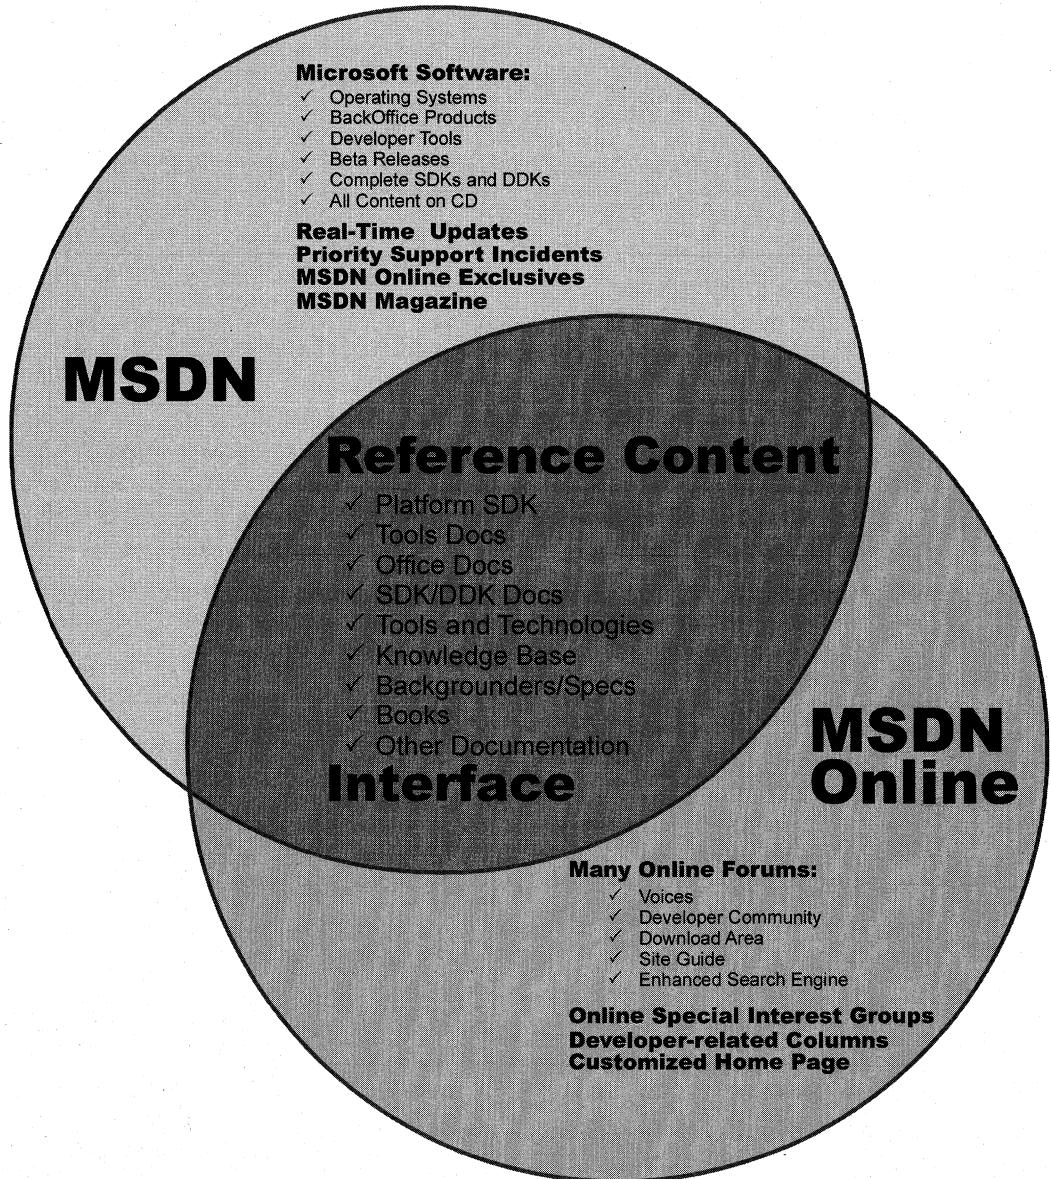 Microsoft Software:
✓ Operating Systems
✓ BackOffice Products
✓ Developer Tools
✓ Beta Releases
✓ Complete SDKs and DDKs
✓ All Content on CD
Real-Time Updates
Priority Support Incidents
MSDN Online Exclusives
MSDN Magazine
MSDN
Reference Content
✓ Platform SDK
✓ Tools Docs
✓ Office Docs
✓ SDK/DDK Docs
✓ Tools and Technologies
✓ Knowledge Base
✓ Backgrounders/Specs
✓ Books
✓ Other Documentation
Interface
MSDN
Online
Many Online Forums:
✓ Voices
✓ Developer Community
✓ Download Area
✓ Site Guide
✓ Enhanced Search Engine
Online Special Interest Groups
Developer-related Columns
Customized Home Page